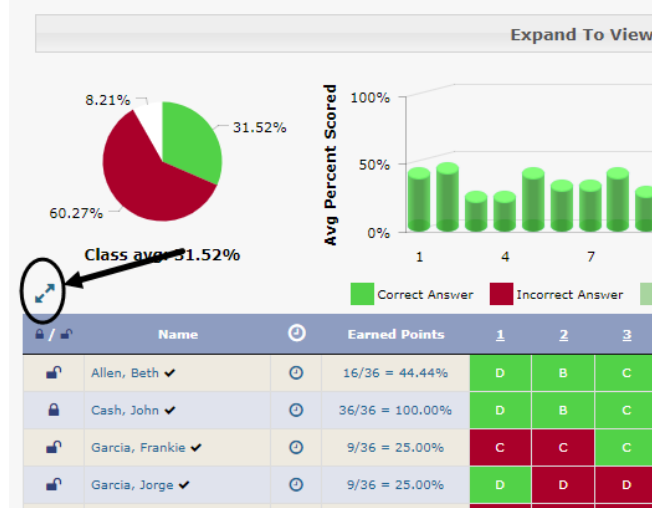 Expand To View
8.21%
31.52%
60.27%
Class avg: 31.52%
Avg Percent Scored
100%
50%
0%
1 4 7
Correct Answer Incorrect Answer
/ Name Earned Points 1 2 3
Allen, Beth ✔ 16/36 = 44.44% D B C
Cash, John ✔ 36/36 = 100.00% D B C
Garcia, Frankie ✔ 9/36 = 25.00% C C C
Garcia, Jorge ✔ 9/36 = 25.00% D D D